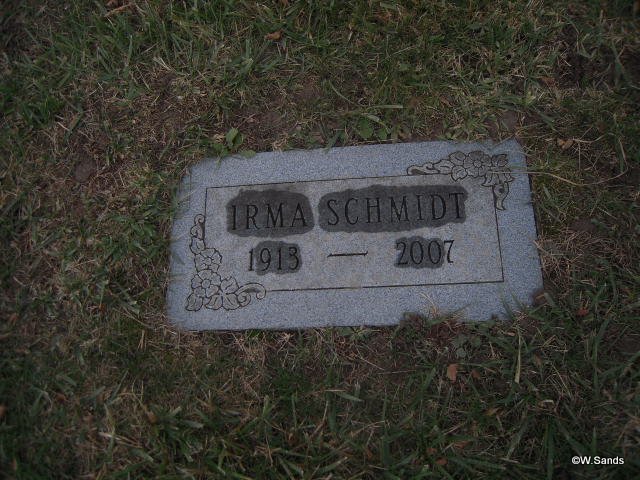 IRMA SCHMIDT
1913 — 2007
©W.Sands